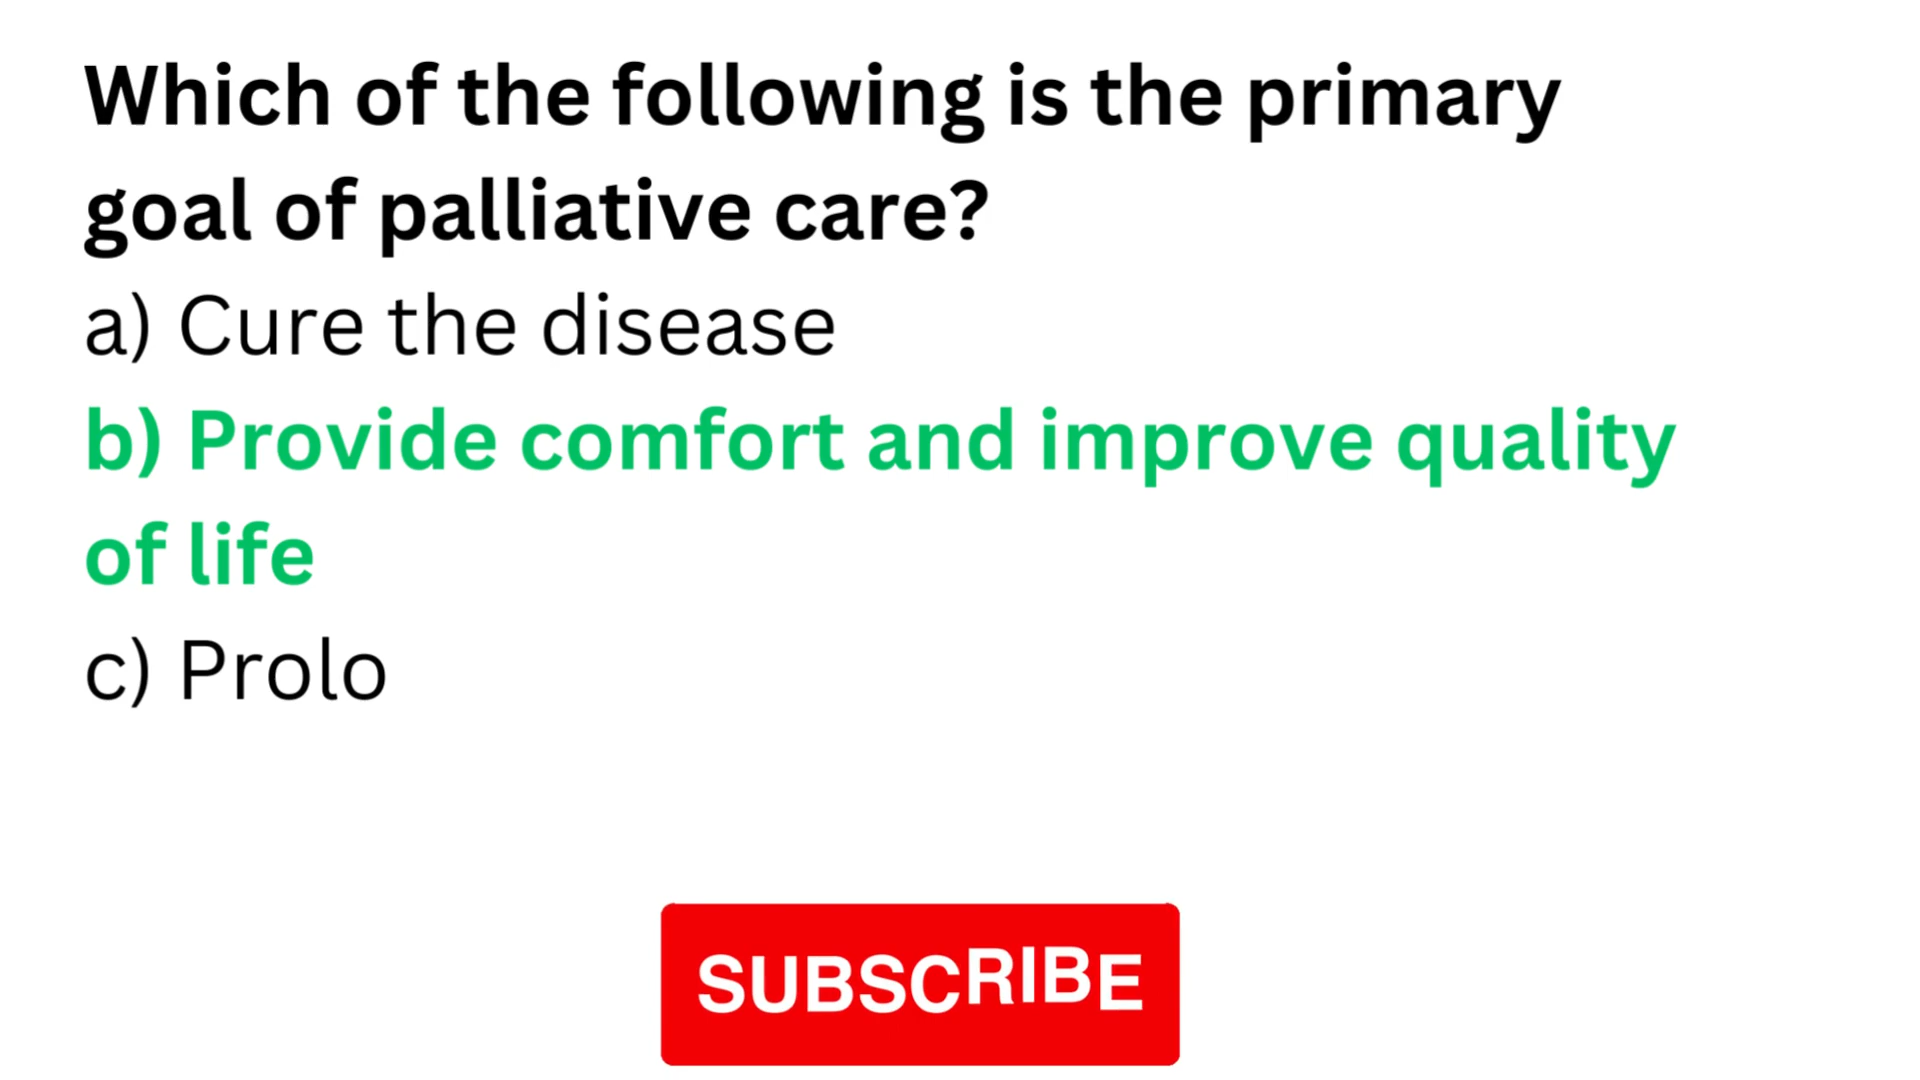 Which of the following is the primary
goal of palliative care?
a) Cure the disease
b) Provide comfort and improve quality
of life
c) Prolo
SUBSCRIBE